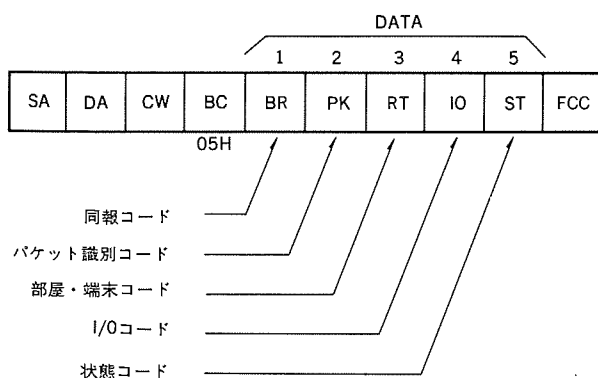 DATA
1 2 3 4 5
SA DA CW BC BR PK RT IO ST FCC
05H
同報コード
パケット識別コード
部屋・端末コード
I/Oコード
状態コード